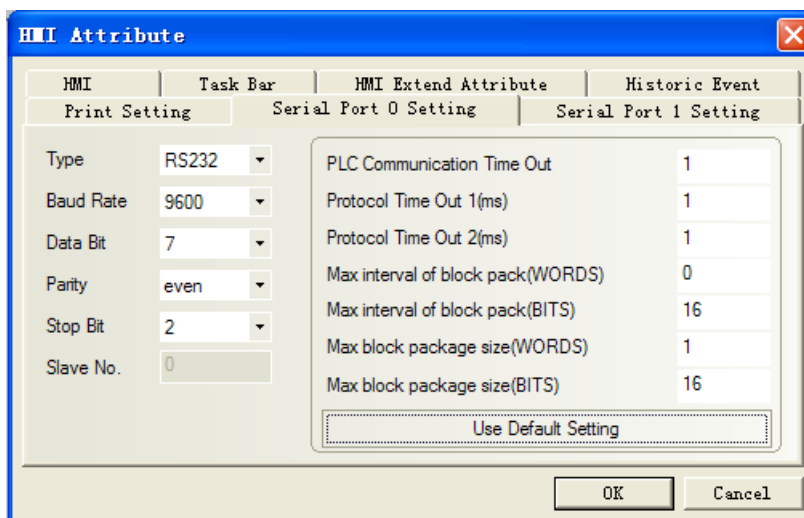 HMI Attribute
HMI Task Bar HMI Extend Attribute Historic Event
Print Setting Serial Port 0 Setting Serial Port 1 Setting
Type RS232
Baud Rate 9600
Data Bit 7
Parity even
Stop Bit 2
Slave No. 0
PLC Communication Time Out 1
Protocol Time Out 1(ms) 1
Protocol Time Out 2(ms) 1
Max interval of block pack(WORDS) 0
Max interval of block pack(BITS) 16
Max block package size(WORDS) 1
Max block package size(BITS) 16
Use Default Setting
OK Cancel